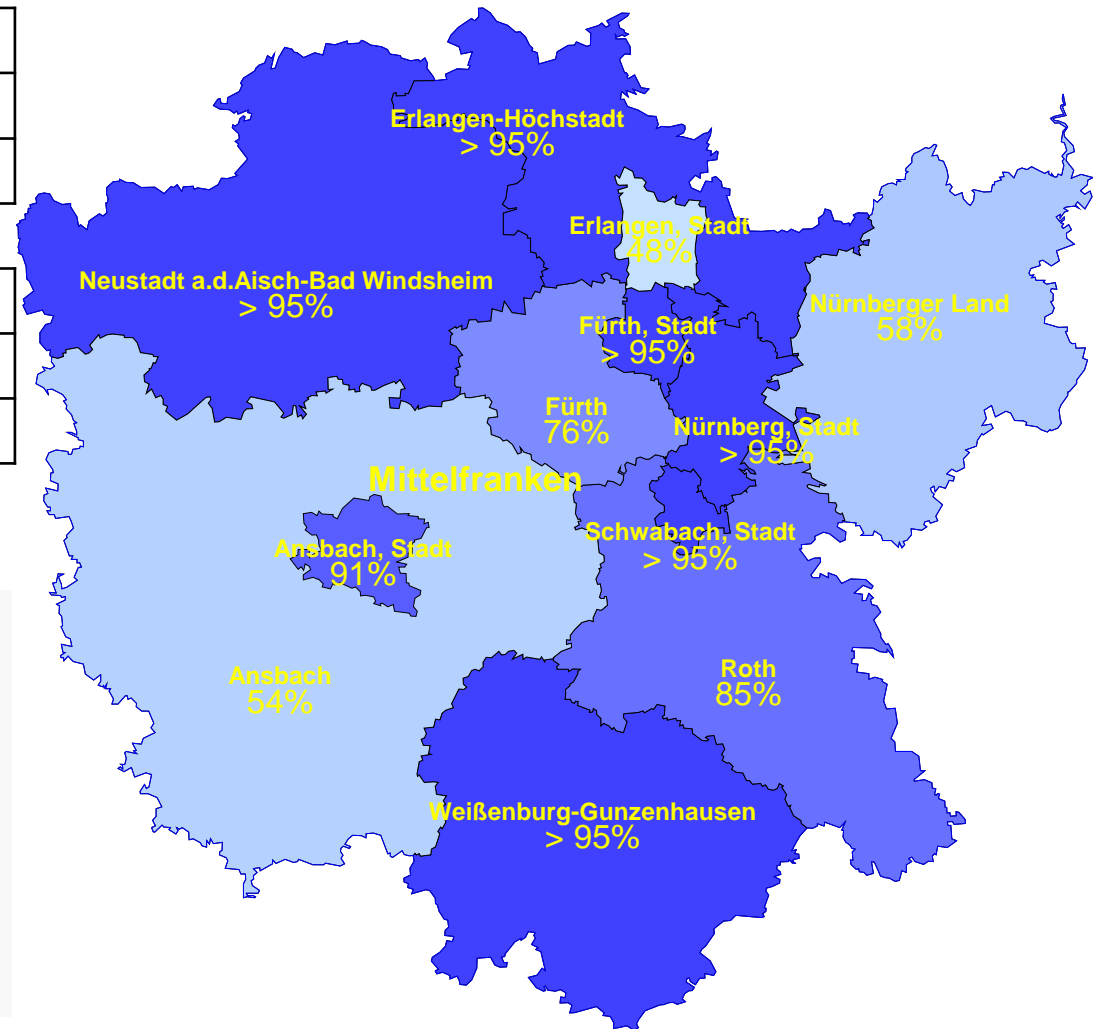 Erlangen-Höchstadt
> 95%
Erlangen, Stadt
48%
Neustadt a.d.Aisch-Bad Windsheim
> 95%
Nürnberger Land
58%
Fürth, Stadt
> 95%
Fürth
76%
Nürnberg, Stadt
> 95%
Mittelfranken
Schwabach, Stadt
> 95%
Ansbach, Stadt
91%
Ansbach
54%
Roth
85%
Weißenburg-Gunzenhausen
> 95%